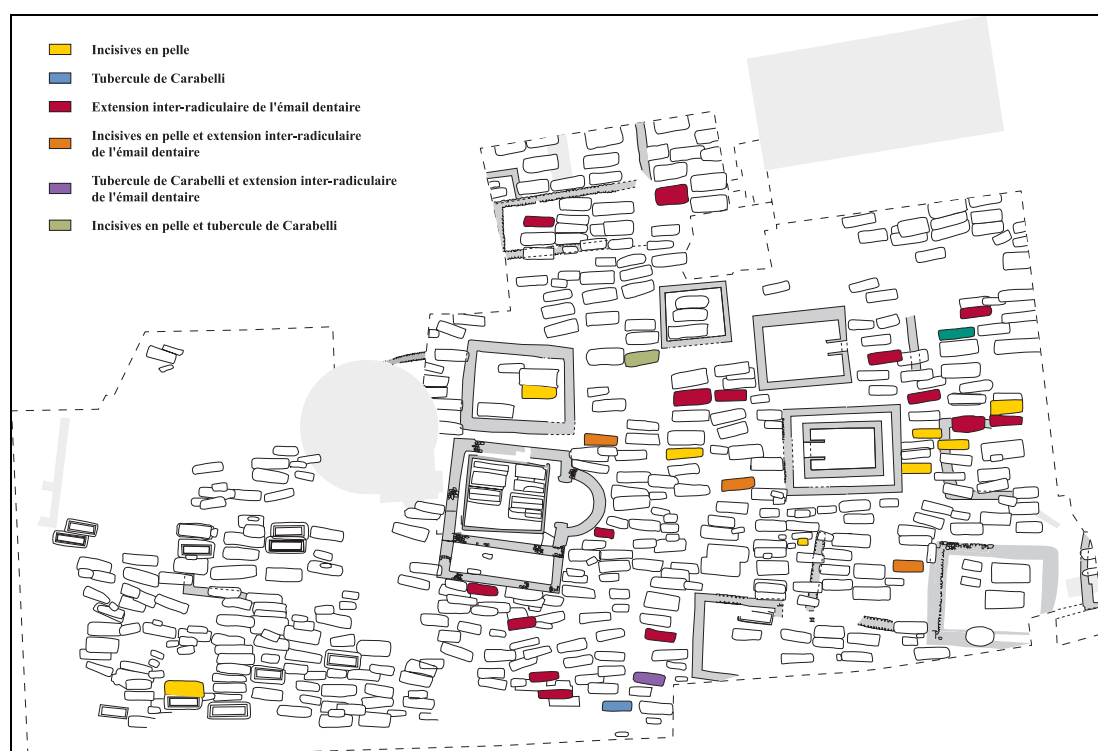 Incisives en pelle
Tubercule de Carabelli
Extension inter-radiculaire de l'émail dentaire
Incisives en pelle et extension inter-radiculaire
de l'émail dentaire
Tubercule de Carabelli et extension inter-radiculaire
de l'émail dentaire
Incisives en pelle et tubercule de Carabelli